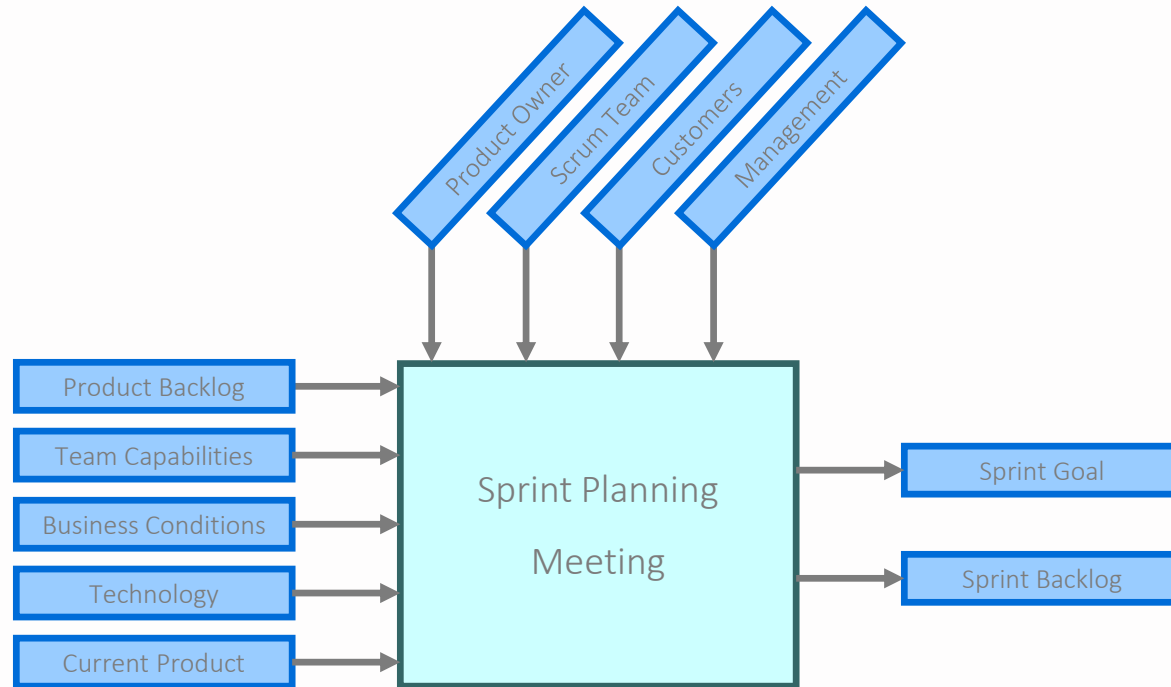 Product Owner
Scrum Team
Customers
Management
Product Backlog
Team Capabilities
Business Conditions
Technology
Current Product
Sprint Planning
Meeting
Sprint Goal
Sprint Backlog